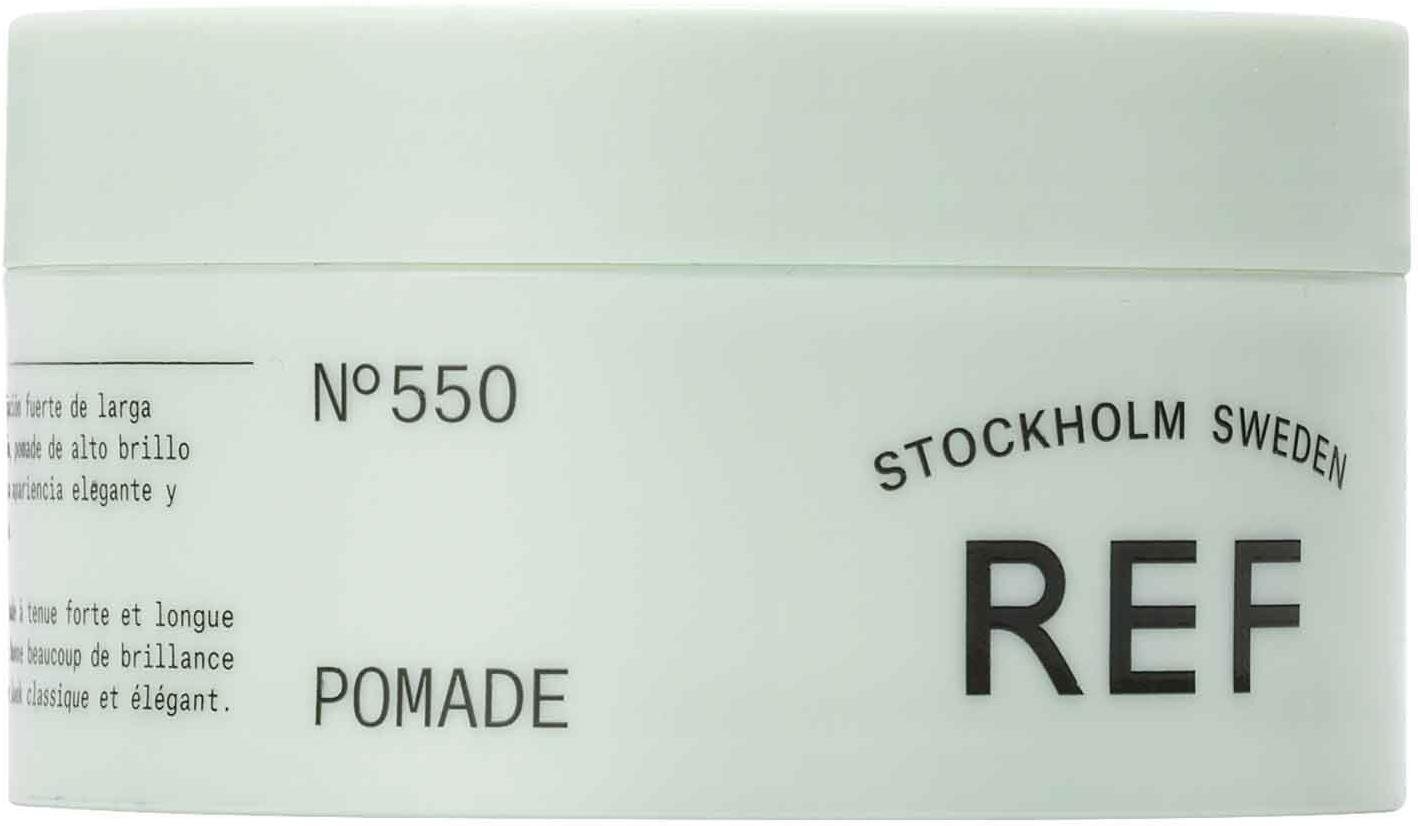 fuerte de larga
pomade de alto brillo
apariencia elegante y
à tenue forte et longue
beaucoup de brillance
classique et élégant.
Nº550
POMADE
STOCKHOLM SWEDEN
REF